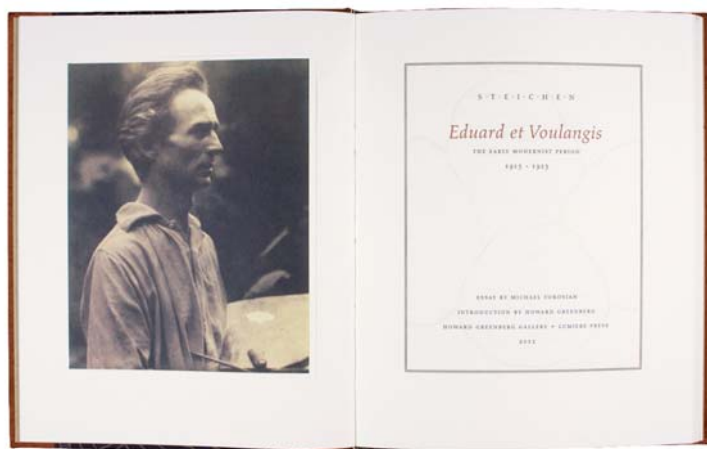 S·T·E·I·C·H·E·N
Eduard et Voulangis
THE EARLY MODERNIST PERIOD
1915 - 1923
ESSAY BY MICHAEL TOROSIAN
INTRODUCTION BY HOWARD GREENBERG
HOWARD GREENBERG GALLERY • LUMIERE PRESS